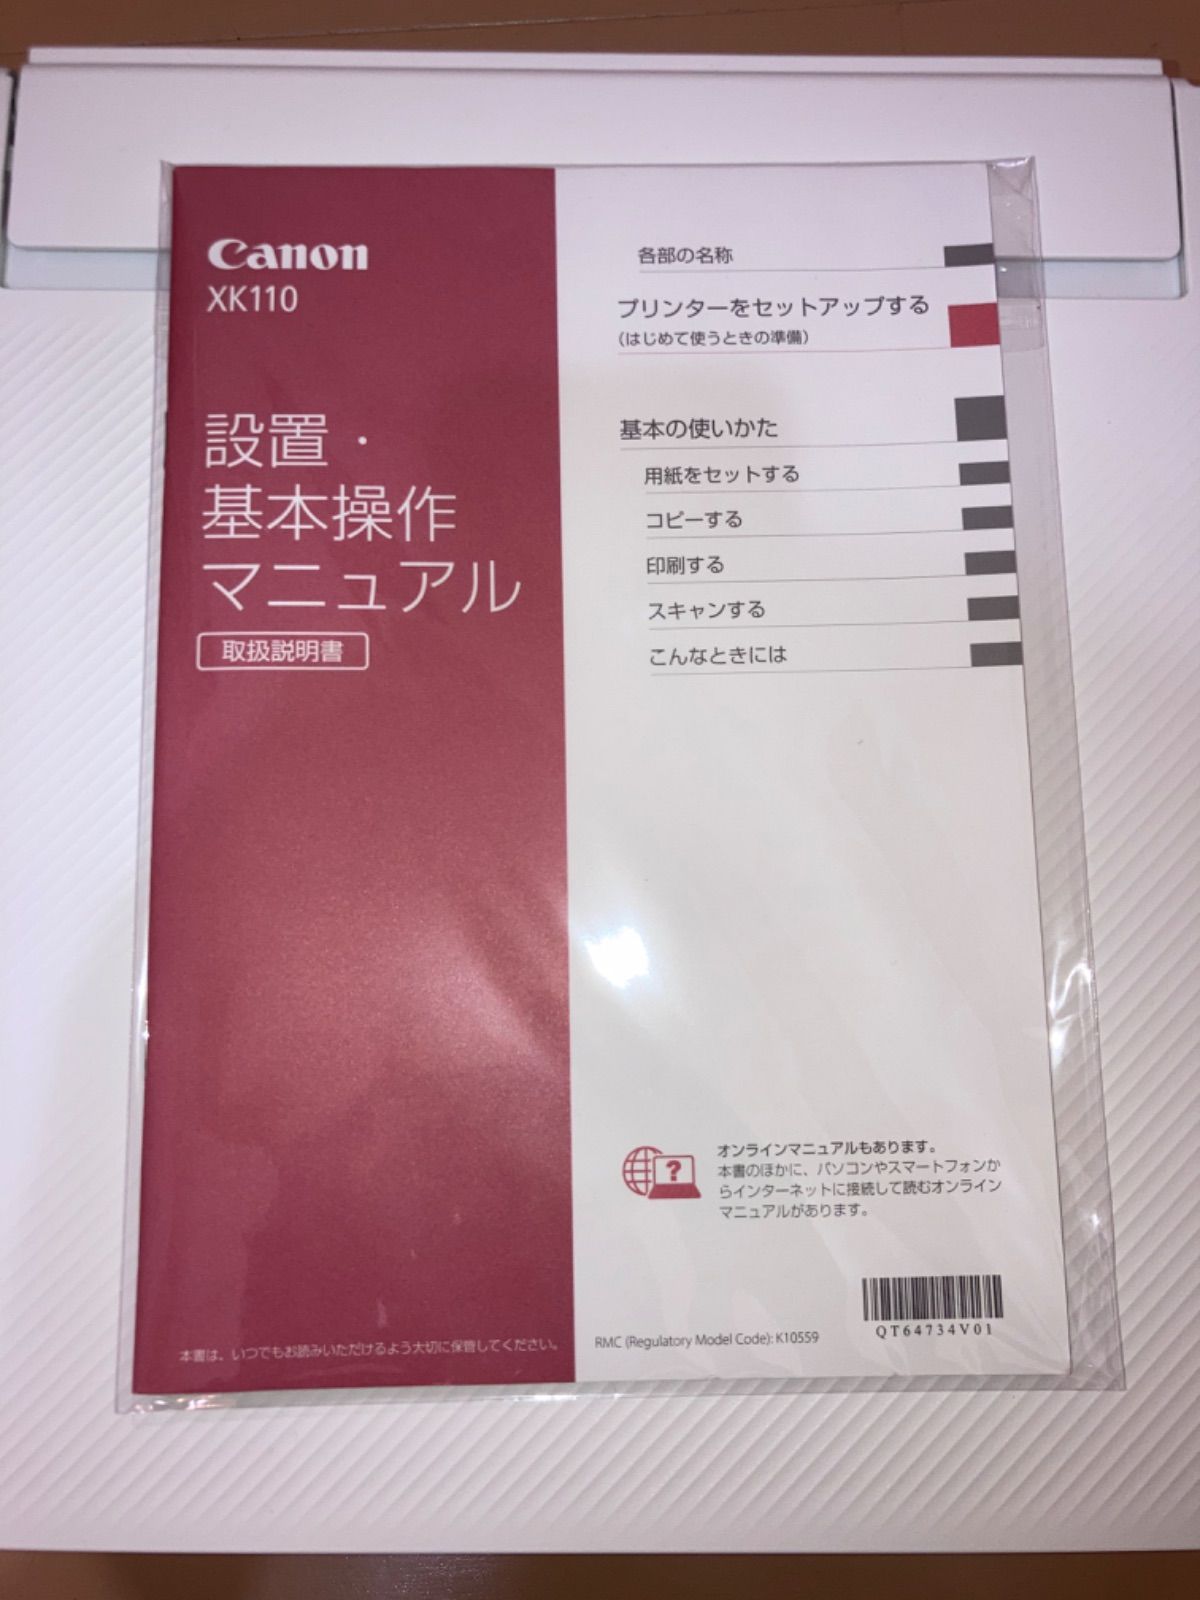 Canon
XK110
設置・
基本操作
マニュアル
取扱説明書
本書は、いつでもお読みいただけるよう大切に保管してください。
各部の名称
プリンターをセットアップする
(はじめて使うときの準備)
基本の使いかた
用紙をセットする
コピーする
印刷する
スキャンする
こんなときには
?
オンラインマニュアルもあります。
本書のほかに、パソコンやスマートフォンか
らインターネットに接続して読むオンライン
マニュアルがあります。
RMC (Regulatory Model Code): K10559
QT64734V01